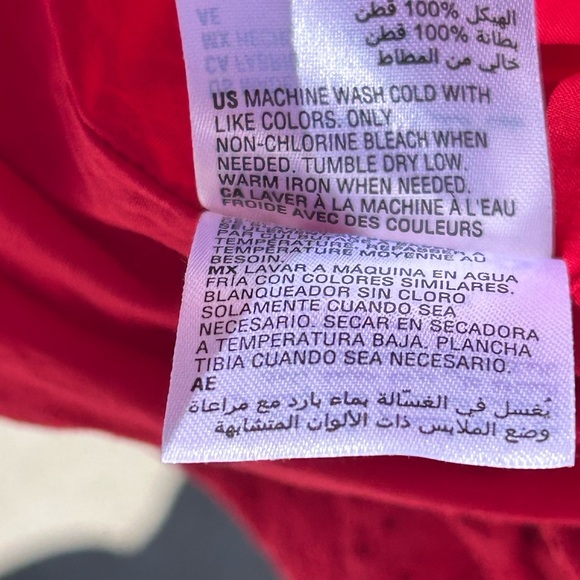 الهيكل 100% قطن
بطانة 100% قطن
خالي من المطاط
US MACHINE WASH COLD WITH
LIKE COLORS. ONLY
NON-CHLORINE BLEACH WHEN
NEEDED. TUMBLE DRY LOW.
WARM IRON WHEN NEEDED.
CA LAVER À LA MACHINE À L'EAU
FROIDE AVEC DES COULEURS
TEMPÉRATURE MOYENNE AU
BESOIN.
MX LAVAR A MÁQUINA EN AGUA
FRÍA CON COLORES SIMILARES.
BLANQUEADOR SIN CLORO
SOLAMENTE CUANDO SEA
NECESARIO. SECAR EN SECADORA
A TEMPERATURA BAJA. PLANCHA
TIBIA CUANDO SEA NECESARIO.
AE
يُغسل في الغسّالة بماء بارد مع مراعاة
وضع الملابس ذات الألوان المتشابهة